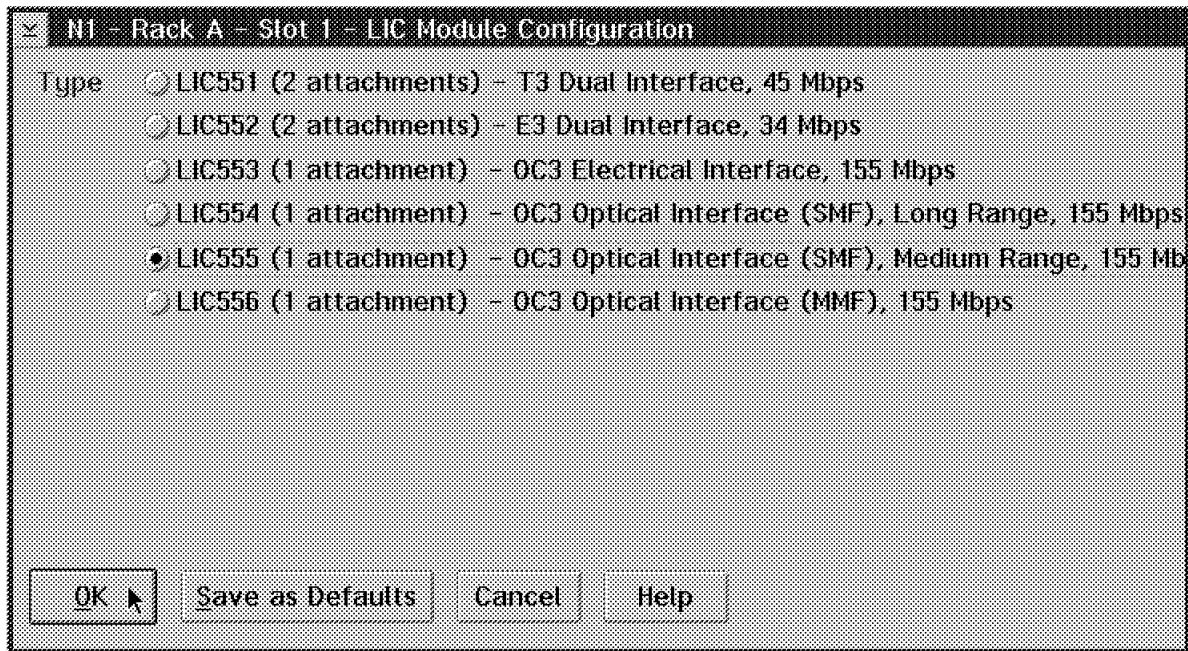 N1 - Rack A - Slot 1 - LIC Module Configuration
Type LIC551 (2 attachments) - T3 Dual Interface, 45 Mbps
LIC552 (2 attachments) - E3 Dual Interface, 34 Mbps
LIC553 (1 attachment) - OC3 Electrical Interface, 155 Mbps
LIC554 (1 attachment) - OC3 Optical Interface (SMF), Long Range, 155 Mbps
LIC555 (1 attachment) - OC3 Optical Interface (SMF), Medium Range, 155 Mb
LIC556 (1 attachment) - OC3 Optical Interface (MMF), 155 Mbps
OK Save as Defaults Cancel Help